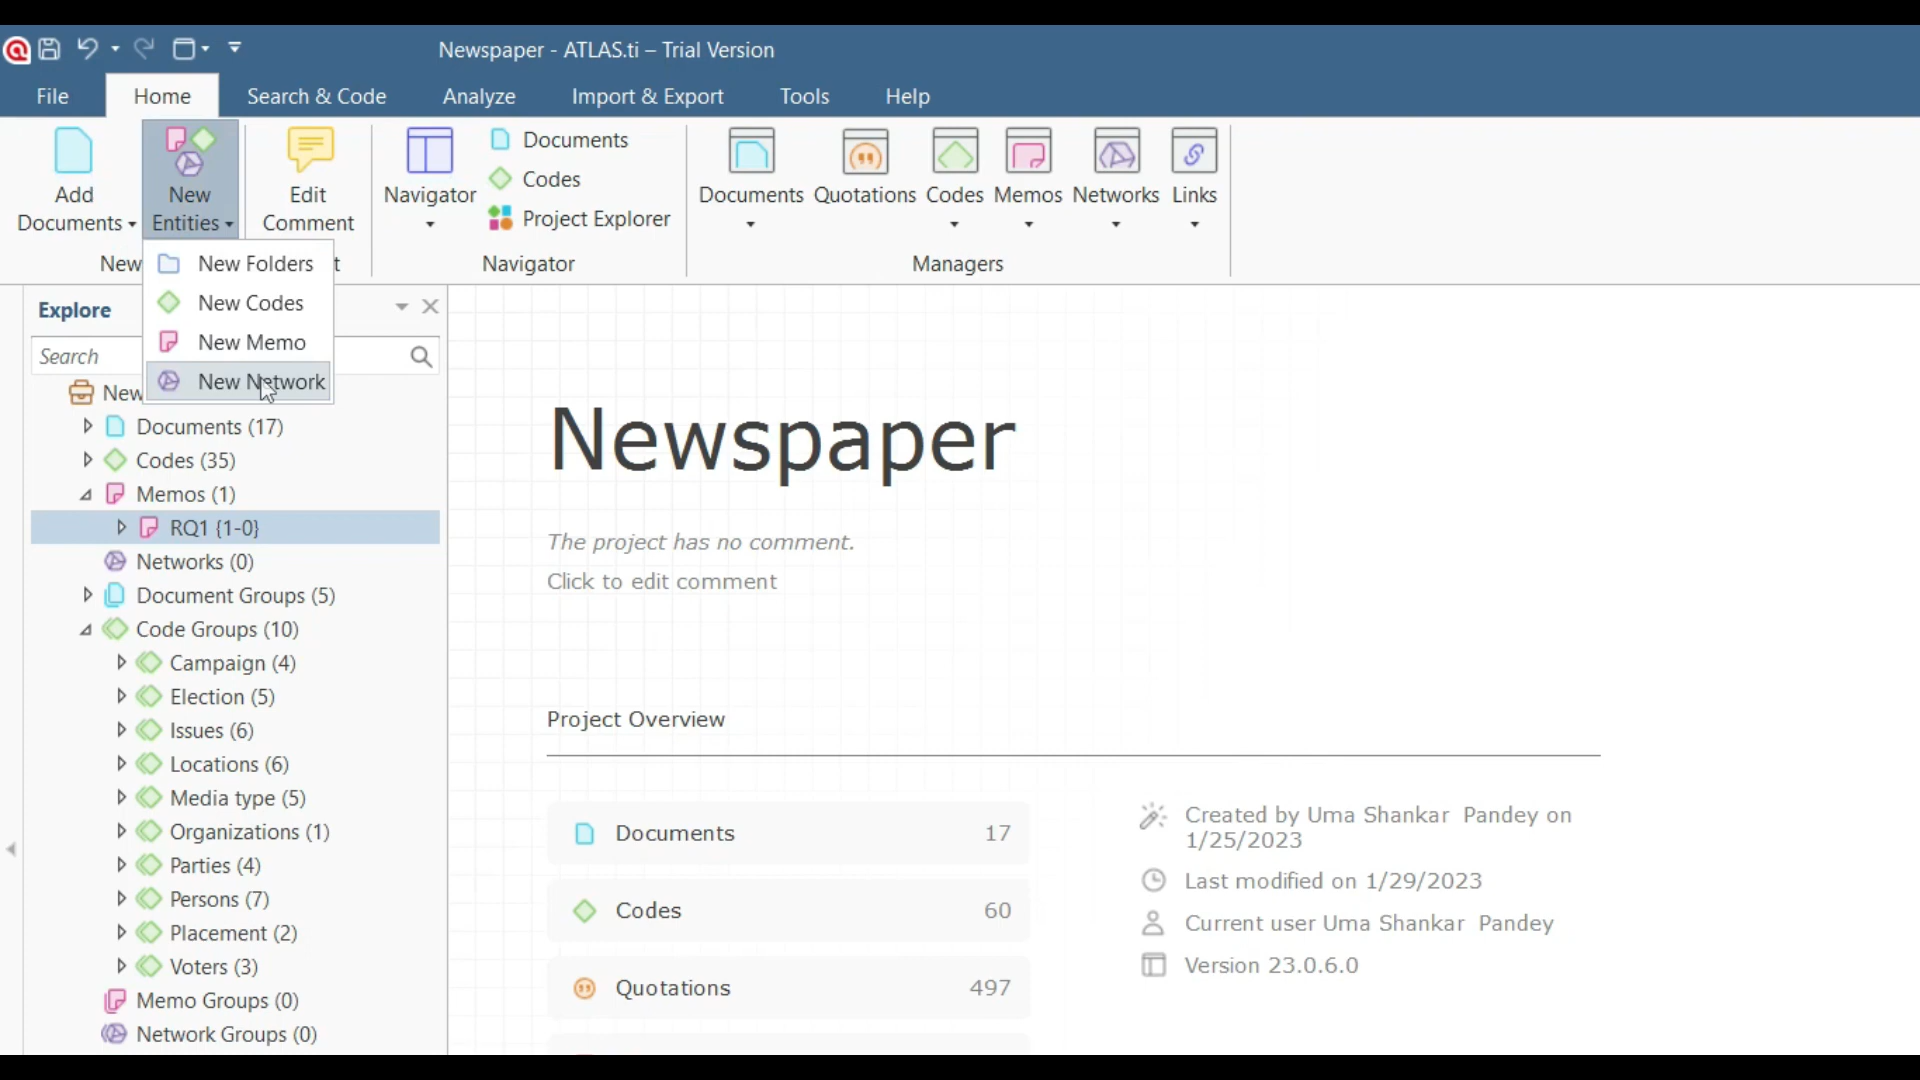 Newspaper - ATLAS.ti – Trial Version
File Home Search & Code Analyze Import & Export Tools Help
Add Documents
New Entities
Edit Comment
Navigator
Documents
Codes
Project Explorer
Documents Quotations Codes Memos Networks Links
New
t
Navigator
Managers
New Folders
New Codes
New Memo
New Network
Explore
Search
New
Documents (17)
Codes (35)
Memos (1)
RQ1 {1-0}
Networks (0)
Document Groups (5)
Code Groups (10)
Campaign (4)
Election (5)
Issues (6)
Locations (6)
Media type (5)
Organizations (1)
Parties (4)
Persons (7)
Placement (2)
Voters (3)
Memo Groups (0)
Network Groups (0)
Newspaper
The project has no comment.
Click to edit comment
Project Overview
Documents 17
Codes 60
Quotations 497
Created by Uma Shankar Pandey on
1/25/2023
Last modified on 1/29/2023
Current user Uma Shankar Pandey
Version 23.0.6.0